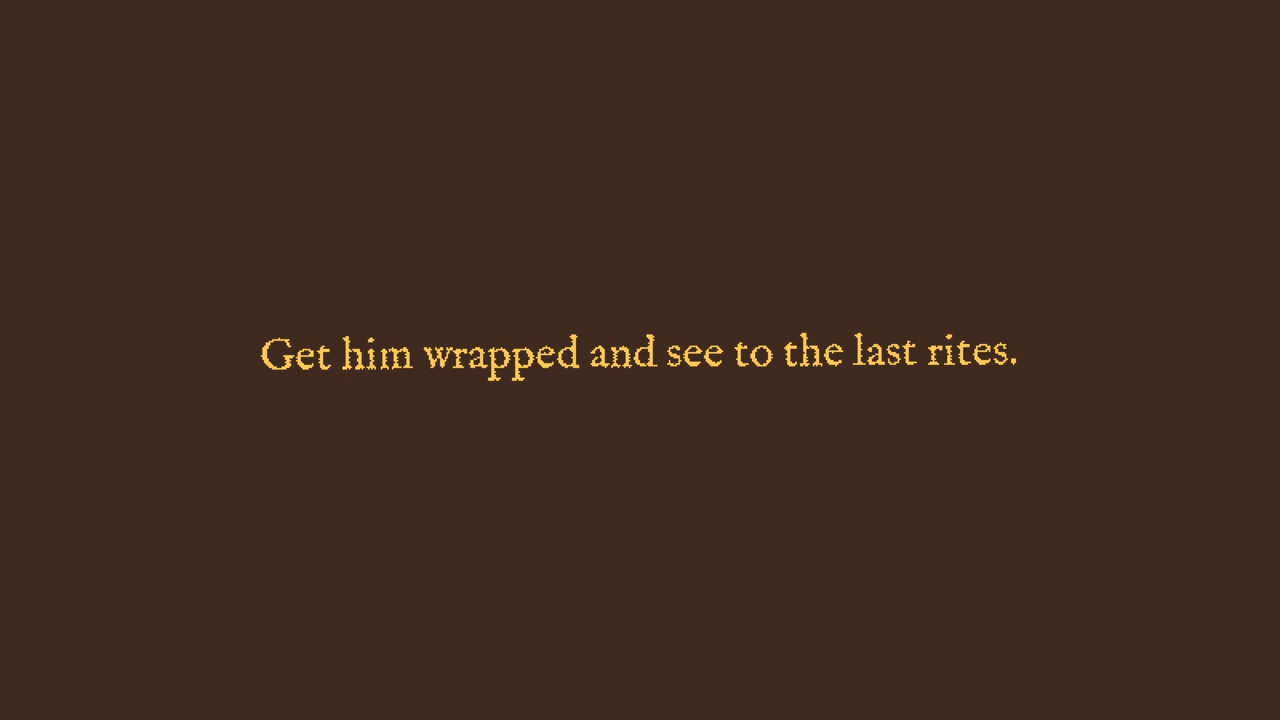 Get him wrapped and see to the last rites.